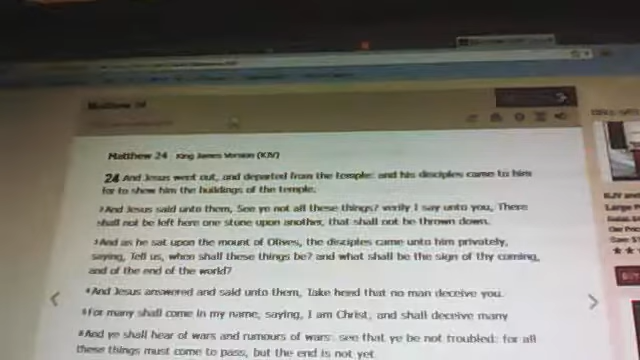 Matthew 24
Matthew 24 King James Version (KJV)
24 And Jesus went out, and departed from the temple: and his disciples came to him
for to shew him the buildings of the temple.
2 And Jesus said unto them, See ye not all these things? verily I say unto you, There
shall not be left here one stone upon another, that shall not be thrown down.
3 And as he sat upon the mount of Olives, the disciples came unto him privately,
saying, Tell us, when shall these things be? and what shall be the sign of thy coming,
and of the end of the world?
4 And Jesus answered and said unto them, Take heed that no man deceive you.
5 For many shall come in my name, saying, I am Christ; and shall deceive many
6 And ye shall hear of wars and rumours of wars: see that ye be not troubled: for all
these things must come to pass, but the end is not yet.
KJV
Large P